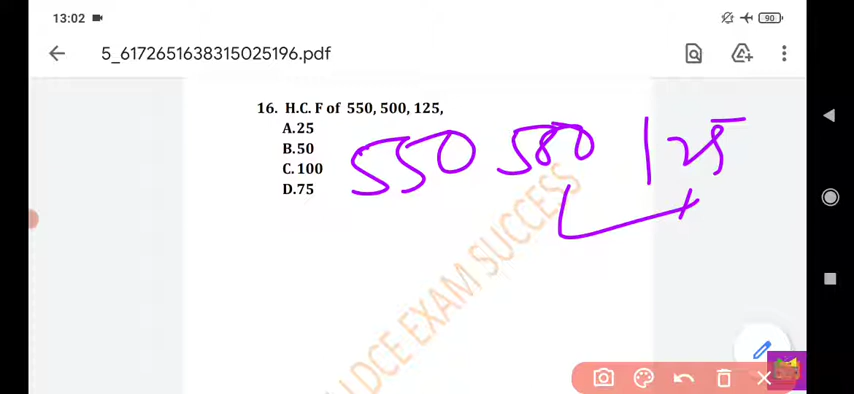 13:02
90
5_6172651638315025196.pdf
16. H.C. F of 550, 500, 125,
A.25
B.50
C.100
D.75
550 500 125
LDCE EXAM SUCCESS